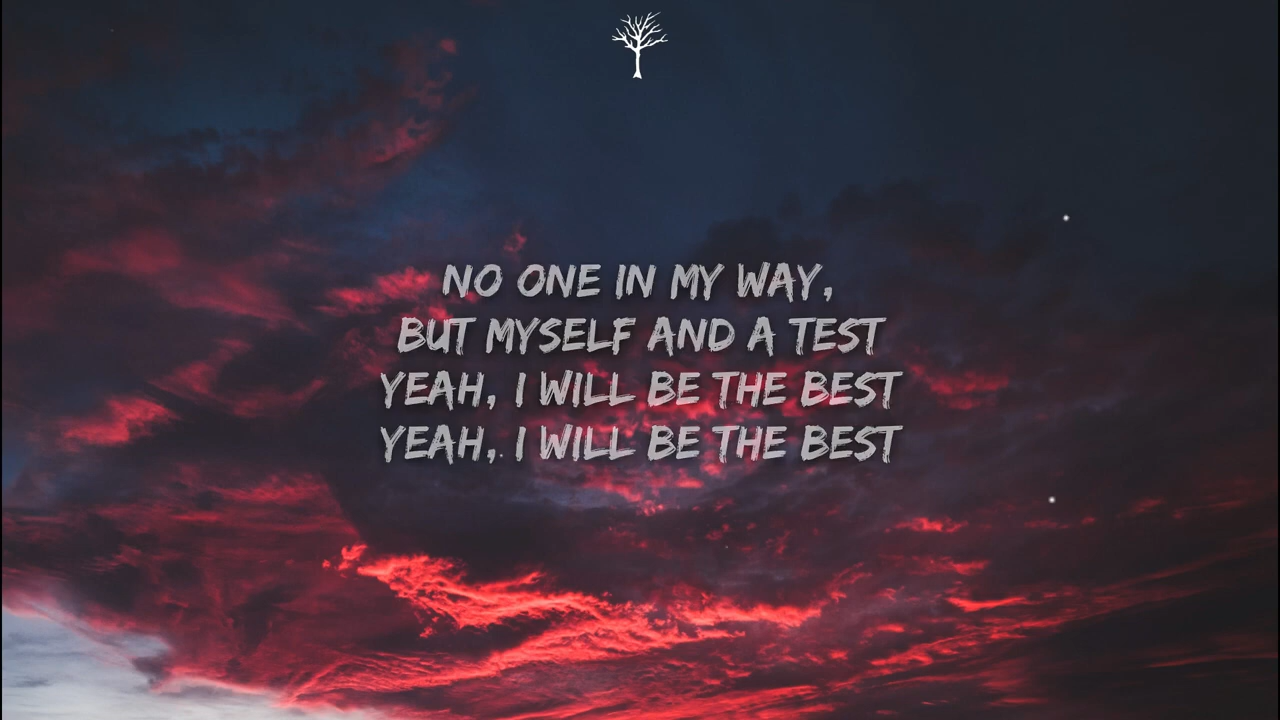 NO ONE IN MY WAY,
BUT MYSELF AND A TEST
YEAH, I WILL BE THE BEST
YEAH, I WILL BE THE BEST